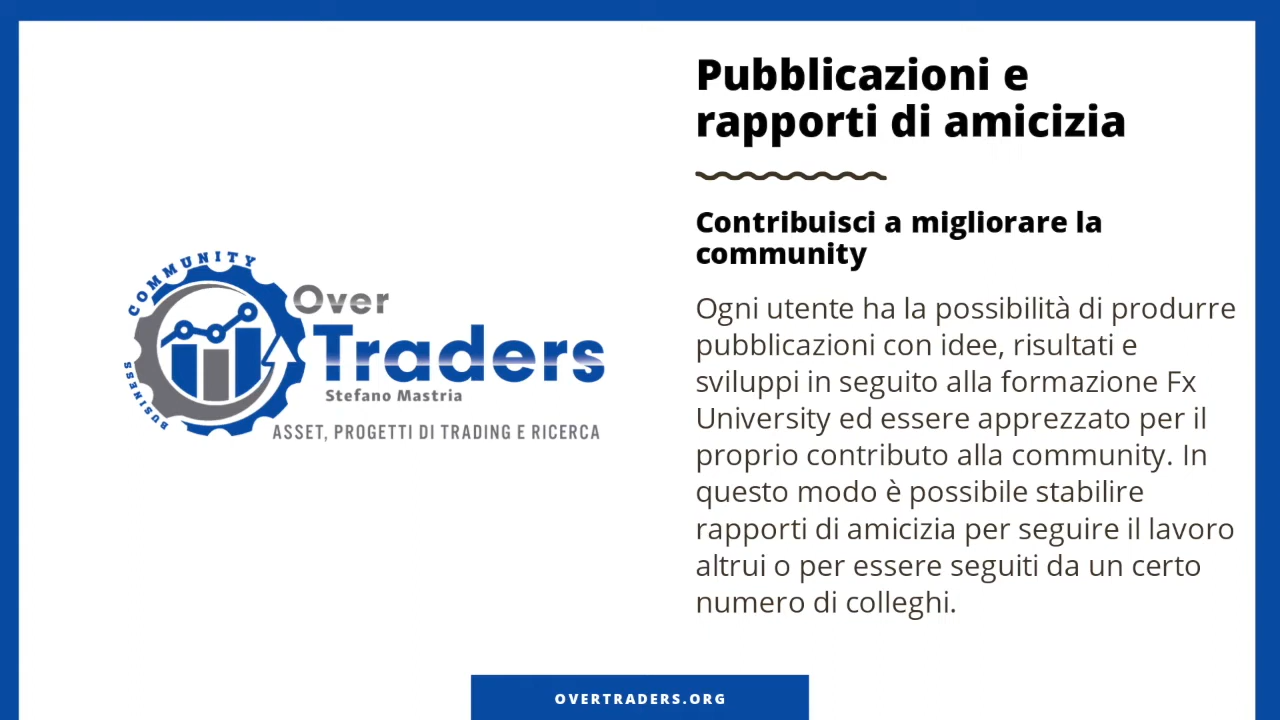 Pubblicazioni e
rapporti di amicizia
Contribuisci a migliorare la
community
Ogni utente ha la possibilità di produrre
pubblicazioni con idee, risultati e
sviluppi in seguito alla formazione Fx
University ed essere apprezzato per il
proprio contributo alla community. In
questo modo è possibile stabilire
rapporti di amicizia per seguire il lavoro
altrui o per essere seguiti da un certo
numero di colleghi.
COMMUNITY
BUSINESS
Over
Traders
Stefano Mastria
ASSET, PROGETTI DI TRADING E RICERCA
OVERTRADERS.ORG